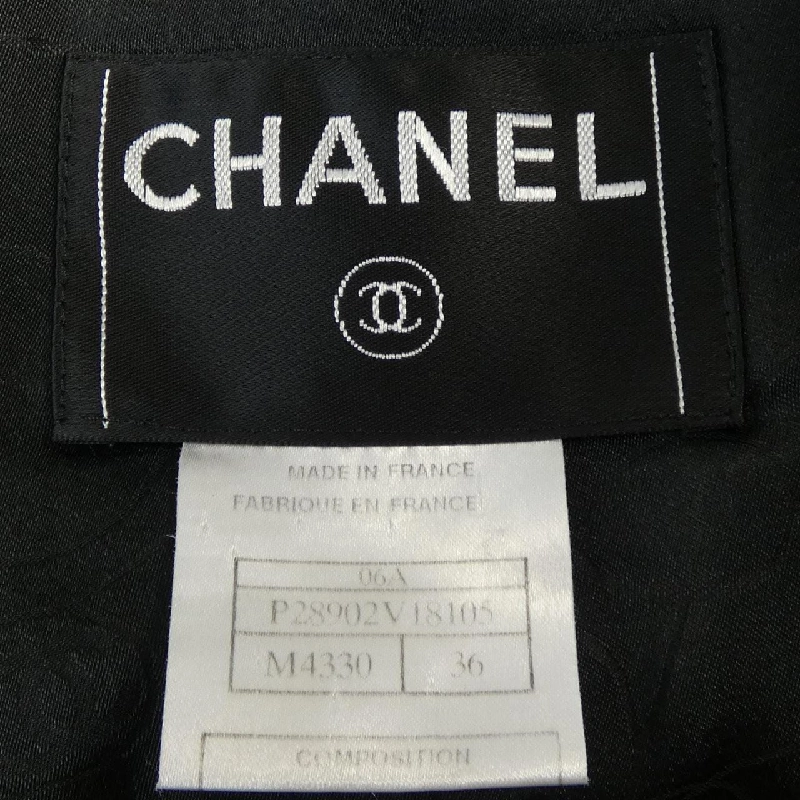 CHANEL
MADE IN FRANCE
FABRIQUE EN FRANCE
06A
P28902V18105
M4330 36
COMPOSITION